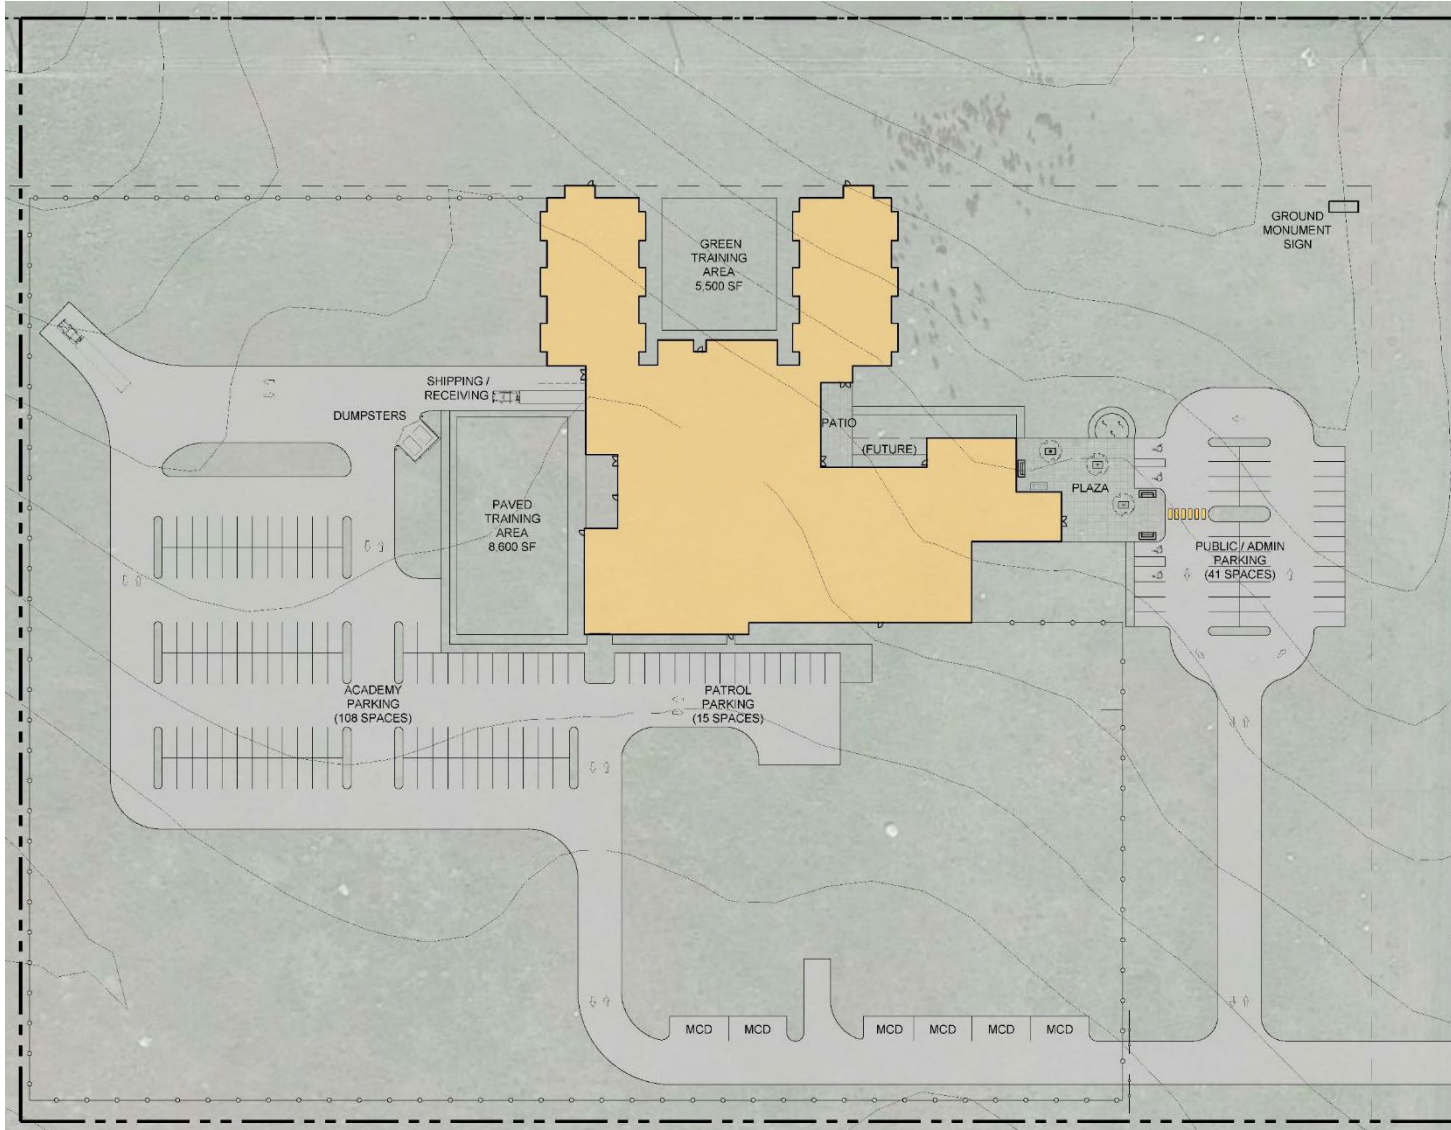 GROUND
MONUMENT
SIGN
GREEN
TRAINING
AREA
5,500 SF
SHIPPING /
RECEIVING
DUMPSTERS
PATIO
(FUTURE)
PLAZA
PAVED
TRAINING
AREA
8,600 SF
PUBLIC / ADMIN
PARKING
(41 SPACES)
ACADEMY
PARKING
(108 SPACES)
PATROL
PARKING
(15 SPACES)
MCD
MCD
MCD
MCD
MCD
MCD